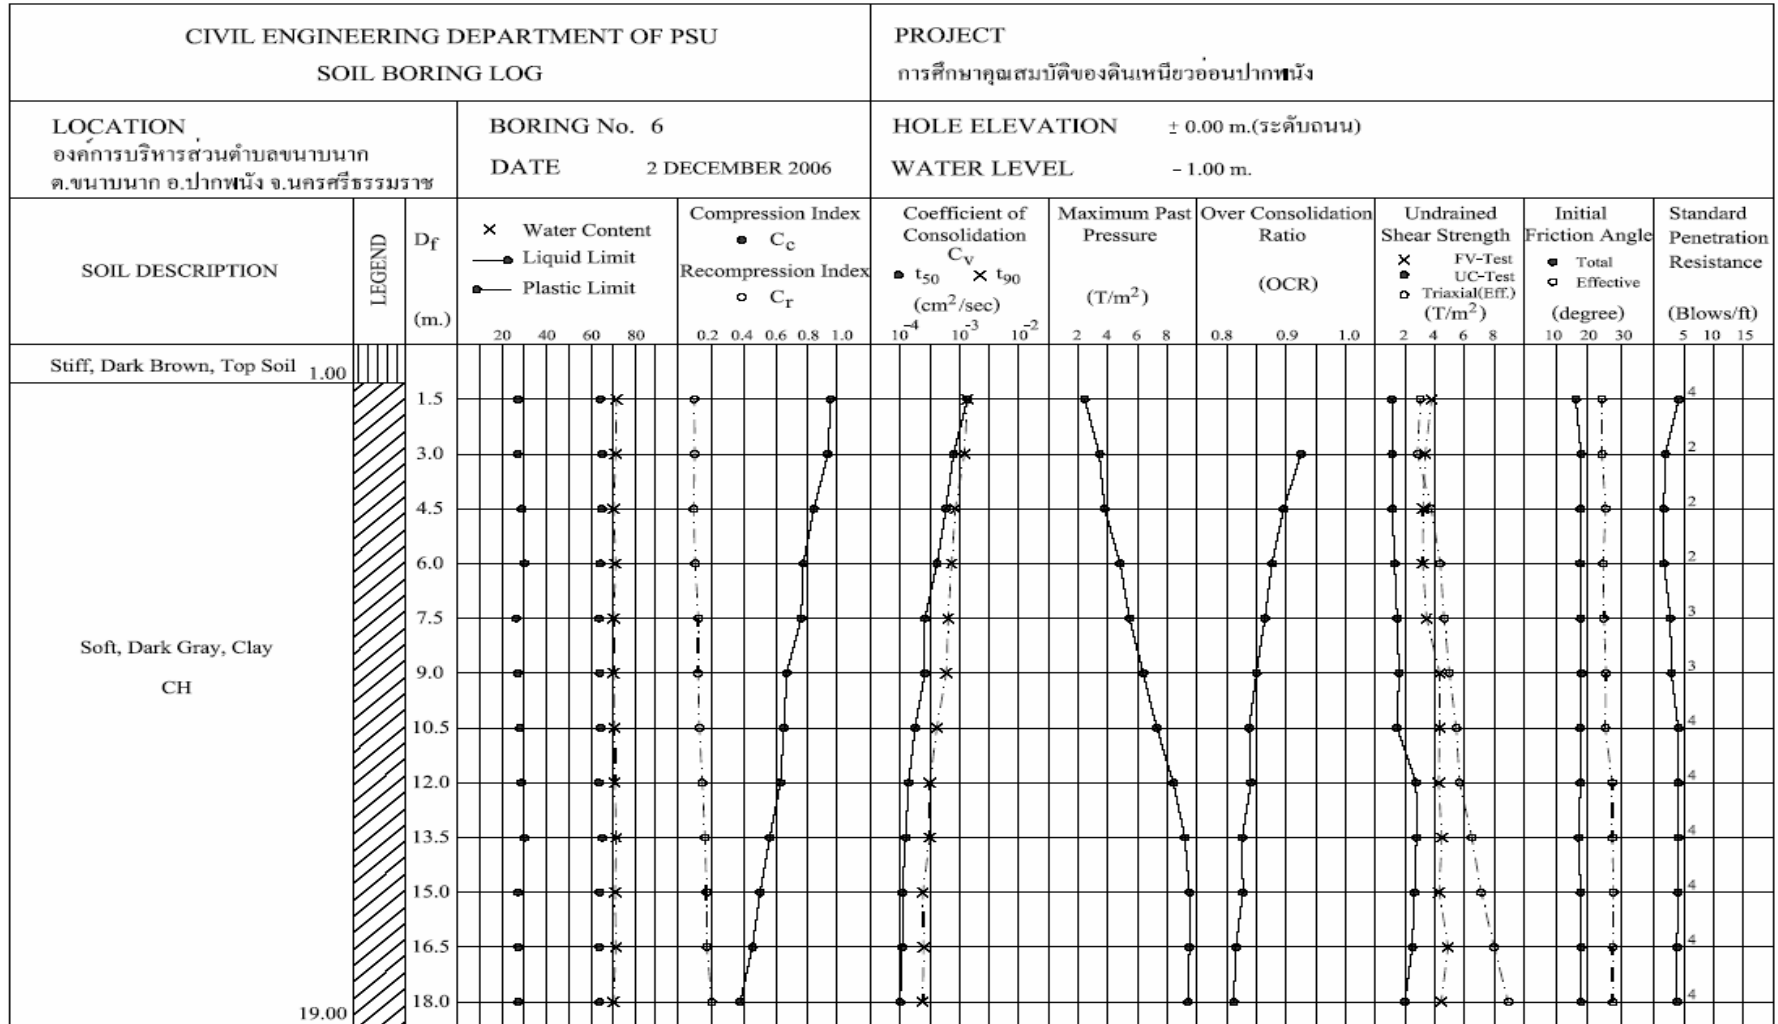 CIVIL ENGINEERING DEPARTMENT OF PSU
SOIL BORING LOG
PROJECT
การศึกษาคุณสมบัติของดินเหนียวอ่อนปากพนัง
LOCATION
องค์การบริหารส่วนตำบลขนาบนาก
ต.ขนาบนาก อ.ปากพนัง จ.นครศรีธรรมราช
BORING No. 6
DATE 2 DECEMBER 2006
HOLE ELEVATION ± 0.00 m.(ระดับถนน)
WATER LEVEL – 1.00 m.
SOIL DESCRIPTION
LEGEND
Df
(m.)
Water Content
Liquid Limit
Plastic Limit
20 40 60 80
Compression Index
Cc
Recompression Index
Cr
0.2 0.4 0.6 0.8 1.0
Coefficient of
Consolidation
Cv
t50 t90
(cm2/sec)
10-4 10-3 10-2
Maximum Past
Pressure
(T/m2)
2 4 6 8
Over Consolidation
Ratio
(OCR)
0.8 0.9 1.0
Undrained
Shear Strength
FV-Test
UC-Test
Triaxial(Eff.)
(T/m2)
2 4 6 8
Initial
Friction Angle
Total
Effective
(degree)
10 20 30
Standard
Penetration
Resistance
(Blows/ft)
5 10 15
Stiff, Dark Brown, Top Soil 1.00
1.5 4
3.0 2
4.5 2
6.0 2
7.5 3
Soft, Dark Gray, Clay
CH
9.0 3
10.5 4
12.0 4
13.5 4
15.0 4
16.5 4
18.0 4
19.00